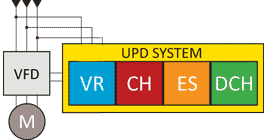 UPD SYSTEM
VFD
VR CH ES DCH
M